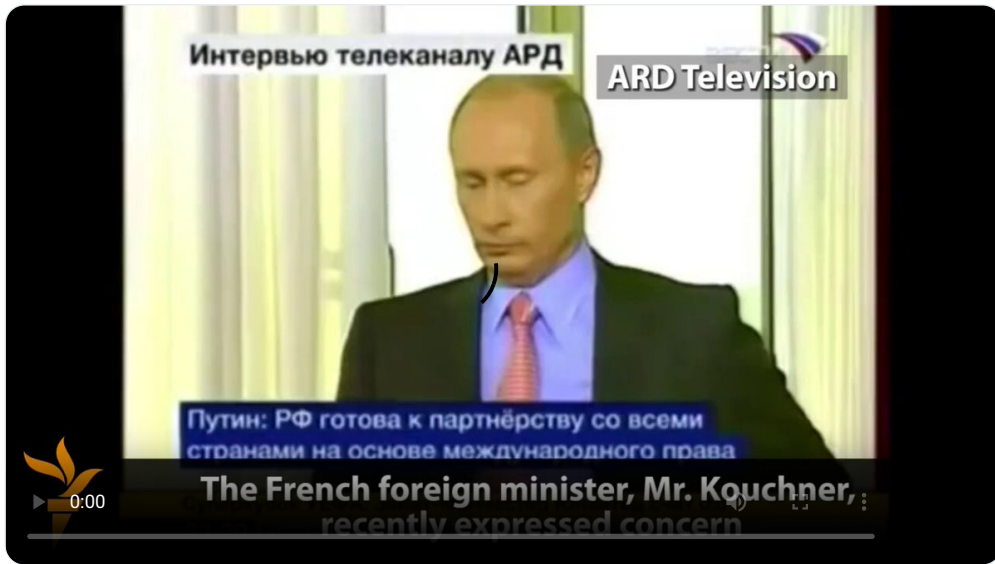 Интервью телеканалу АРД
ВЕСТИ
ARD Television
Путин: РФ готова к партнёрству со всеми
странами на основе международного права
0:00
The French foreign minister, Mr. Kouchner,
recently expressed concern